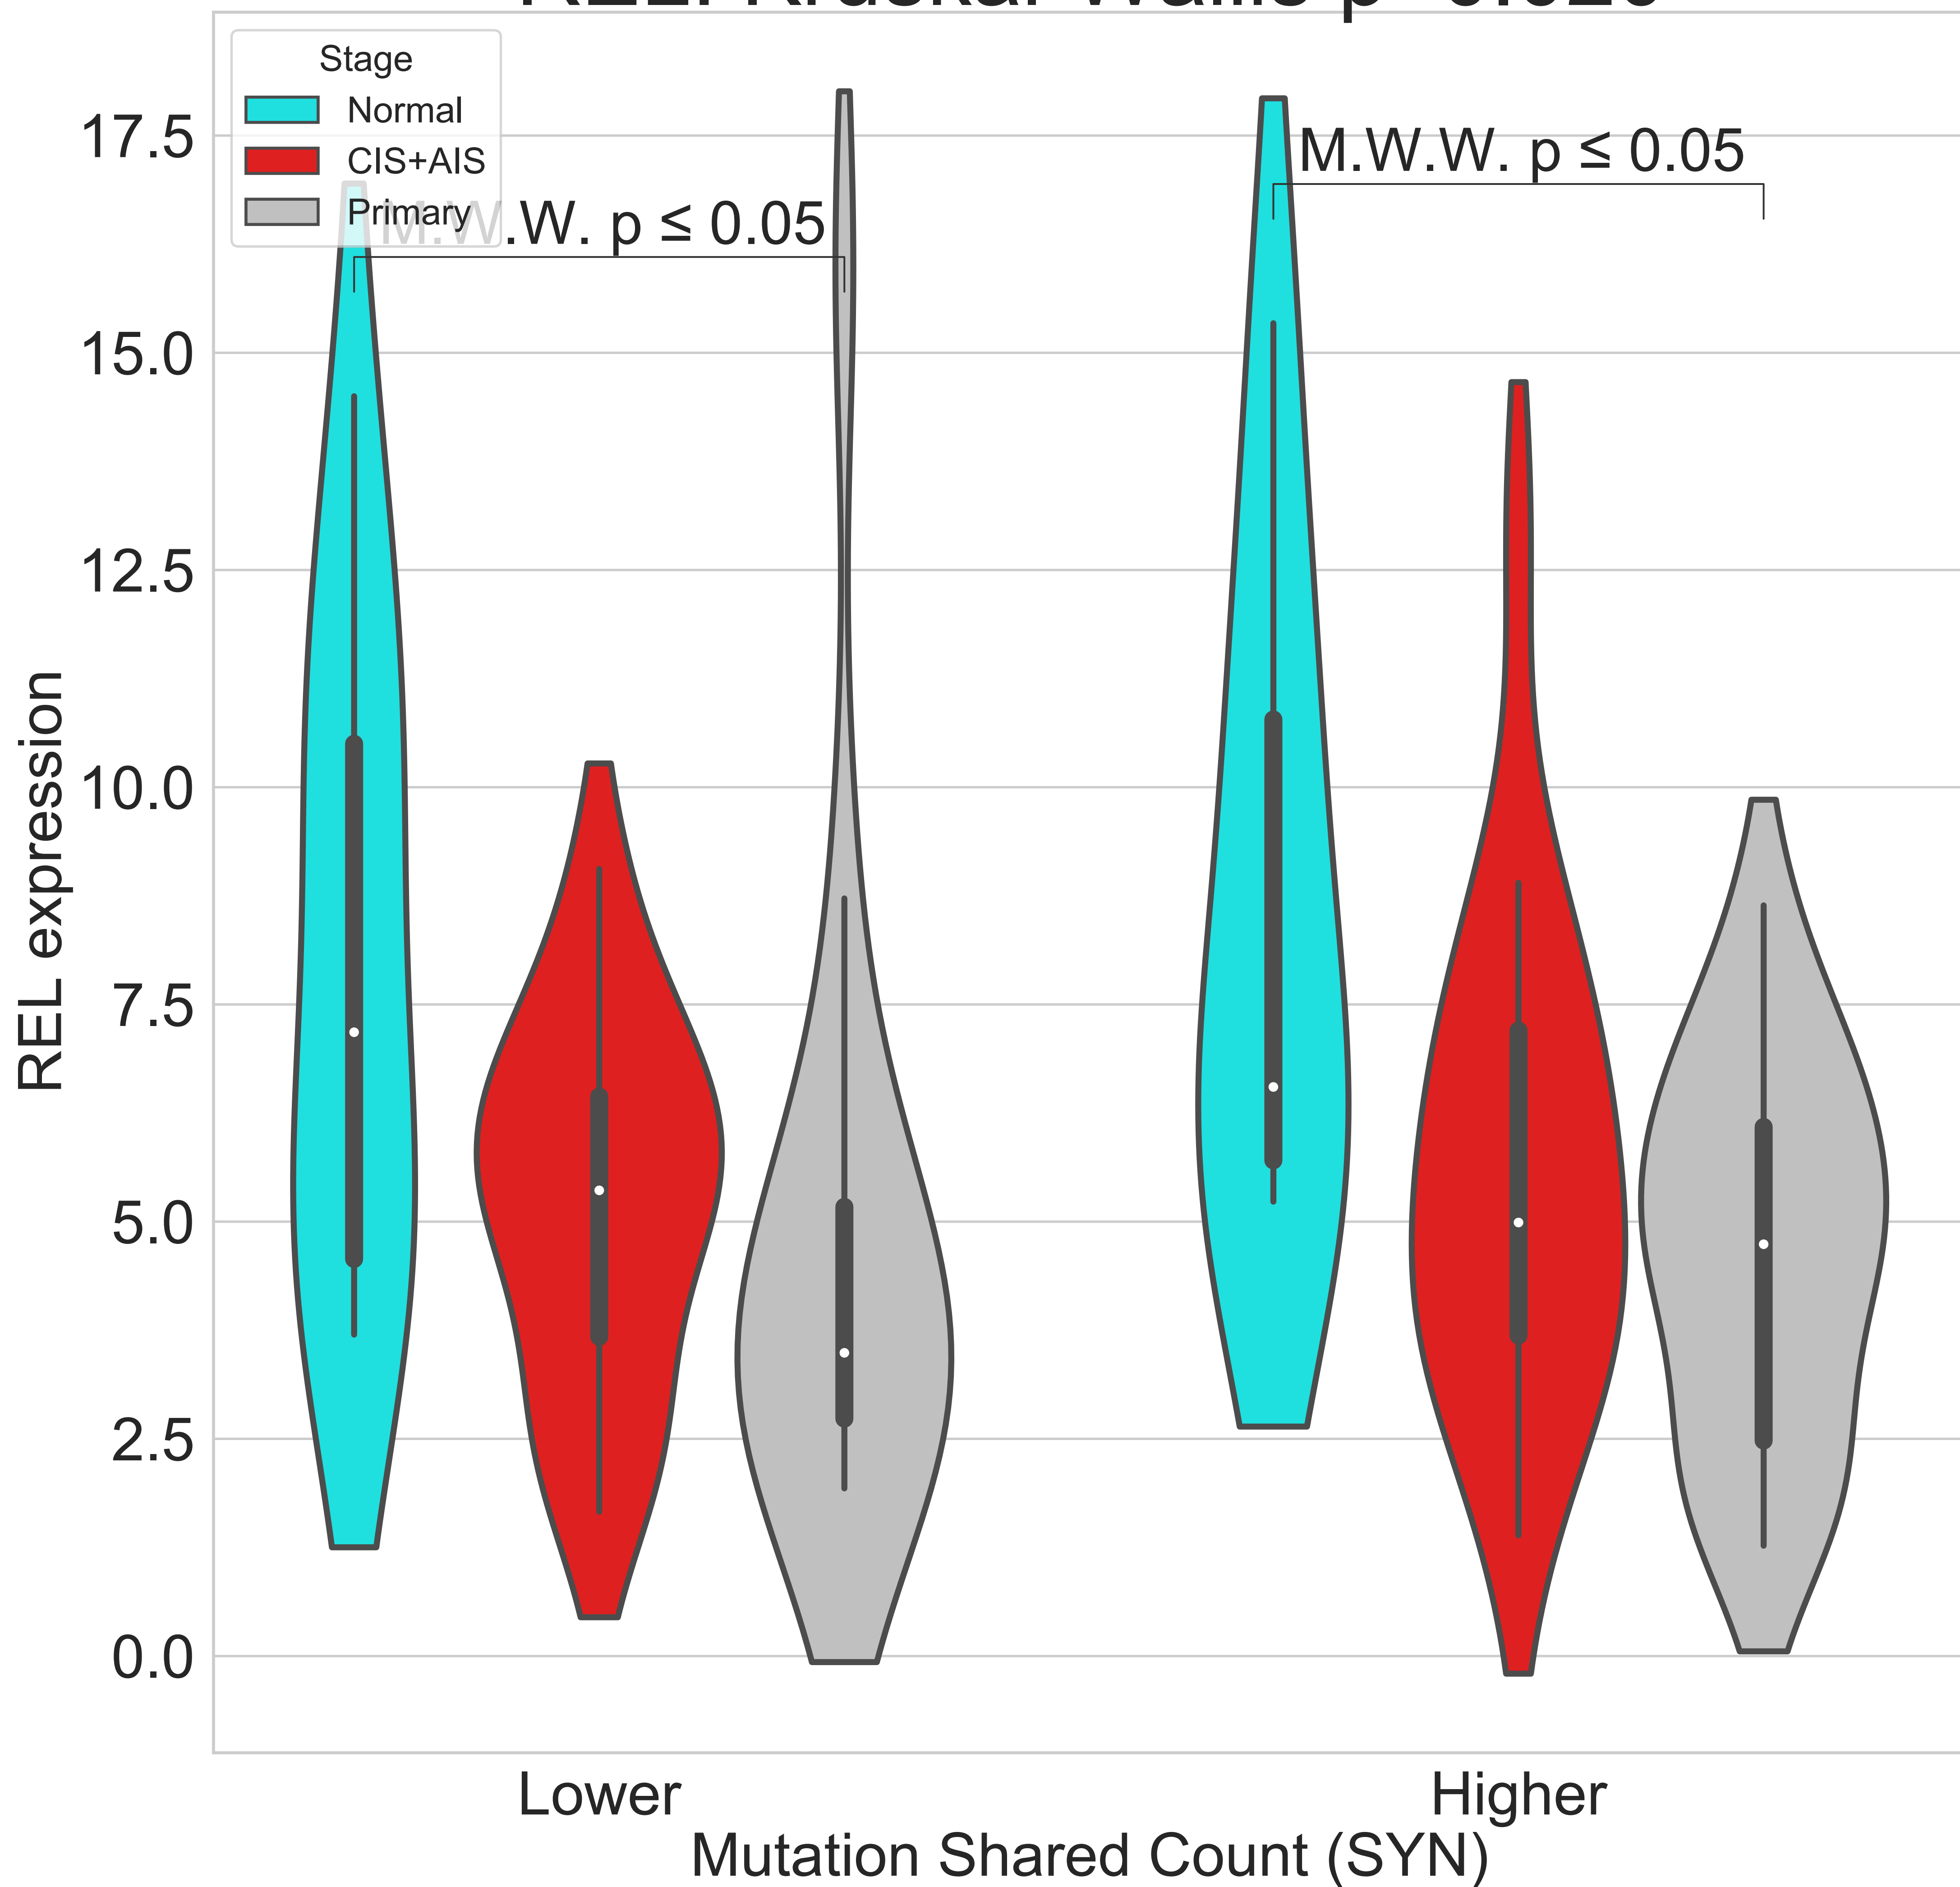 Stage
Normal
CIS+AIS
Primary
M.W.W. p ≤ 0.05
M.W.W. p ≤ 0.05
17.5
15.0
12.5
10.0
7.5
5.0
2.5
0.0
REL expression
Lower
Higher
Mutation Shared Count (SYN)